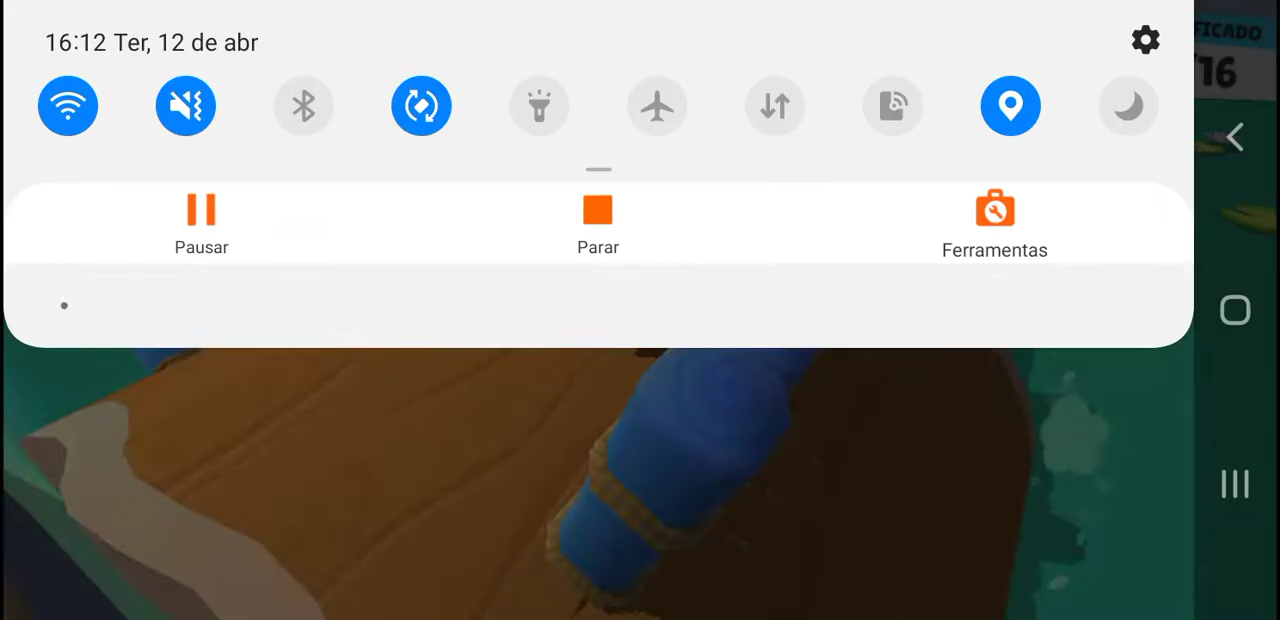 16:12 Ter, 12 de abr
FICADO
16
Pausar
Parar
Ferramentas